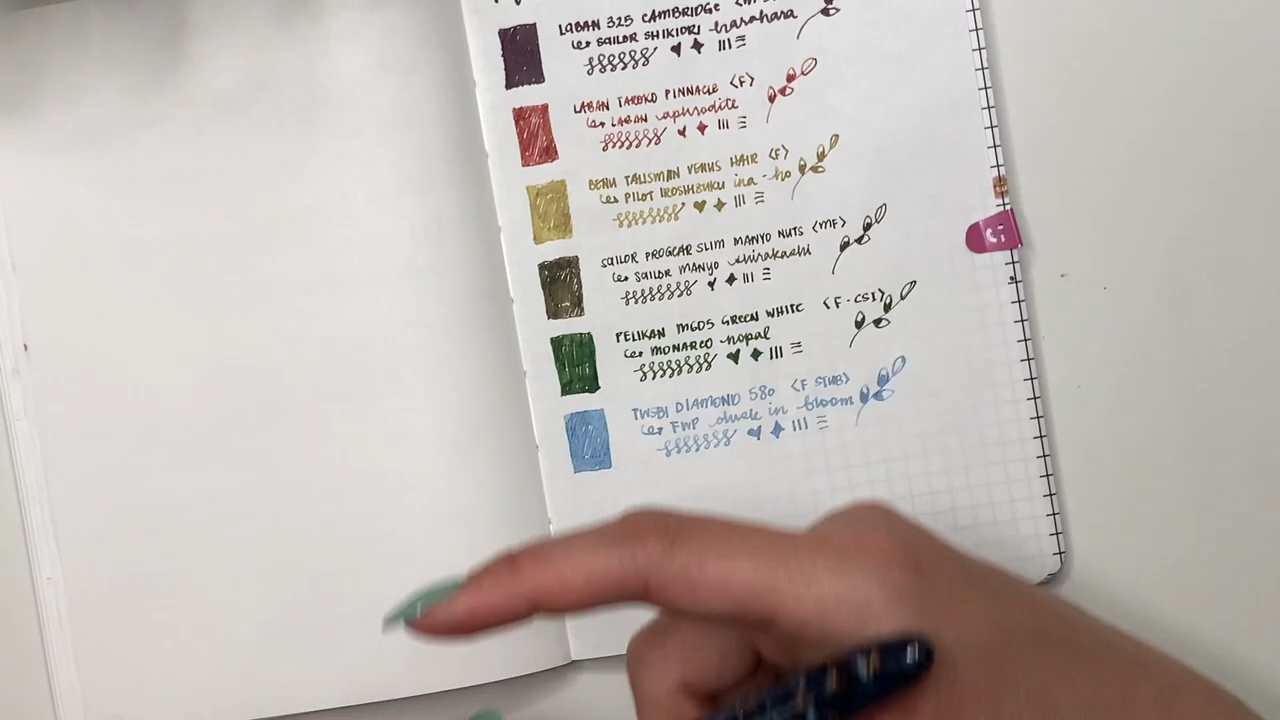 LABAN 325 CAMBRIDGE
↳ SAILOR SHIKIORI harahara
LABAN TAROKO PINNACLE <F>
↳ LABAN aphrodite
BENU TALISMAN VENUS HAIR <F>
↳ PILOT IROSHIZUKU ina-ho
SAILOR PROGEAR SLIM MANYO NUTS <MF>
↳ SAILOR MANYO shirakashi
PELIKAN M605 GREEN WHITE <F-CSI>
↳ MONARCO nopal
TWSBI DIAMOND 580 <F STUB>
↳ FWP dusk in bloom